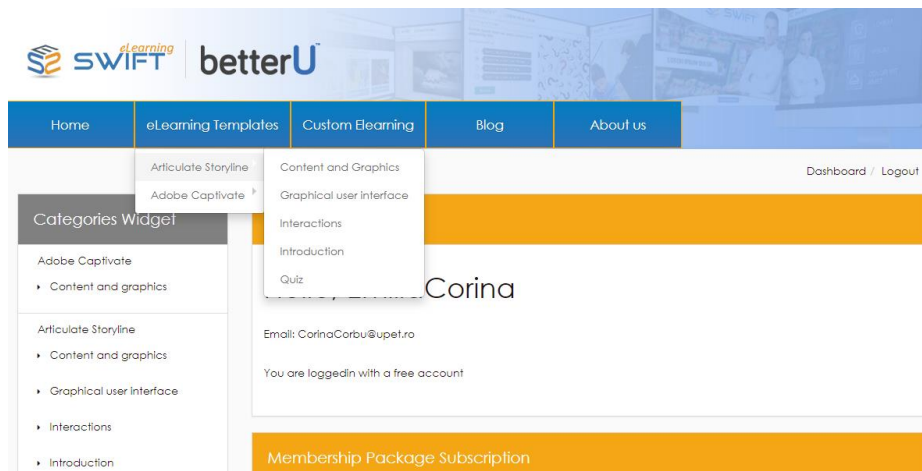 eLearning
SWIFT betterU
Home eLearning Templates Custom Elearning Blog About us
Articulate Storyline Content and Graphics
Dashboard / Logout
Adobe Captivate Graphical user interface
Categories Widget
Interactions
Introduction
Adobe Captivate
Quiz
Content and graphics
Corina
Articulate Storyline
Email: CorinaCorbu@upet.ro
Content and graphics
You are loggedin with a free account
Graphical user interface
Interactions
Membership Package Subscription
Introduction